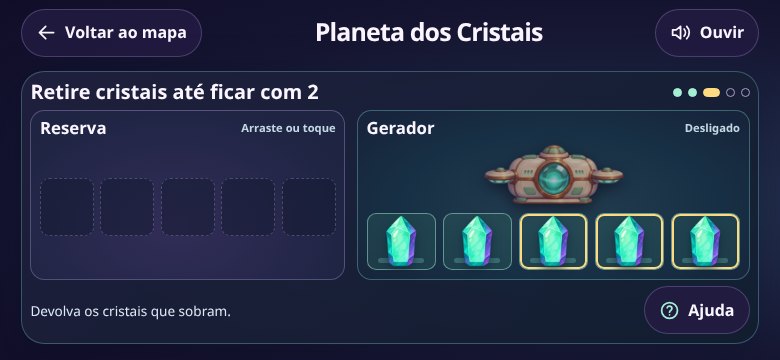 Voltar ao mapa
Planeta dos Cristais
Ouvir
Retire cristais até ficar com 2
Reserva
Arraste ou toque
Gerador
Desligado
Devolva os cristais que sobram.
Ajuda